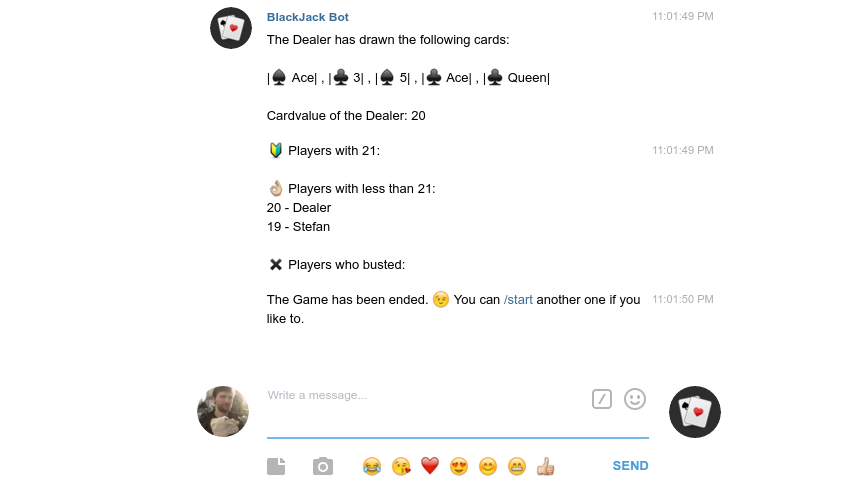 BlackJack Bot 11:01:49 PM
The Dealer has drawn the following cards:
|♠ Ace| , |♣ 3| , |♠ 5| , |♣ Ace| , |♣ Queen|
Cardvalue of the Dealer: 20
🔰 Players with 21: 11:01:49 PM
👌🏼 Players with less than 21:
20 - Dealer
19 - Stefan
✖ Players who busted:
The Game has been ended. 😉 You can /start another one if you 11:01:50 PM
like to.
Write a message...
SEND